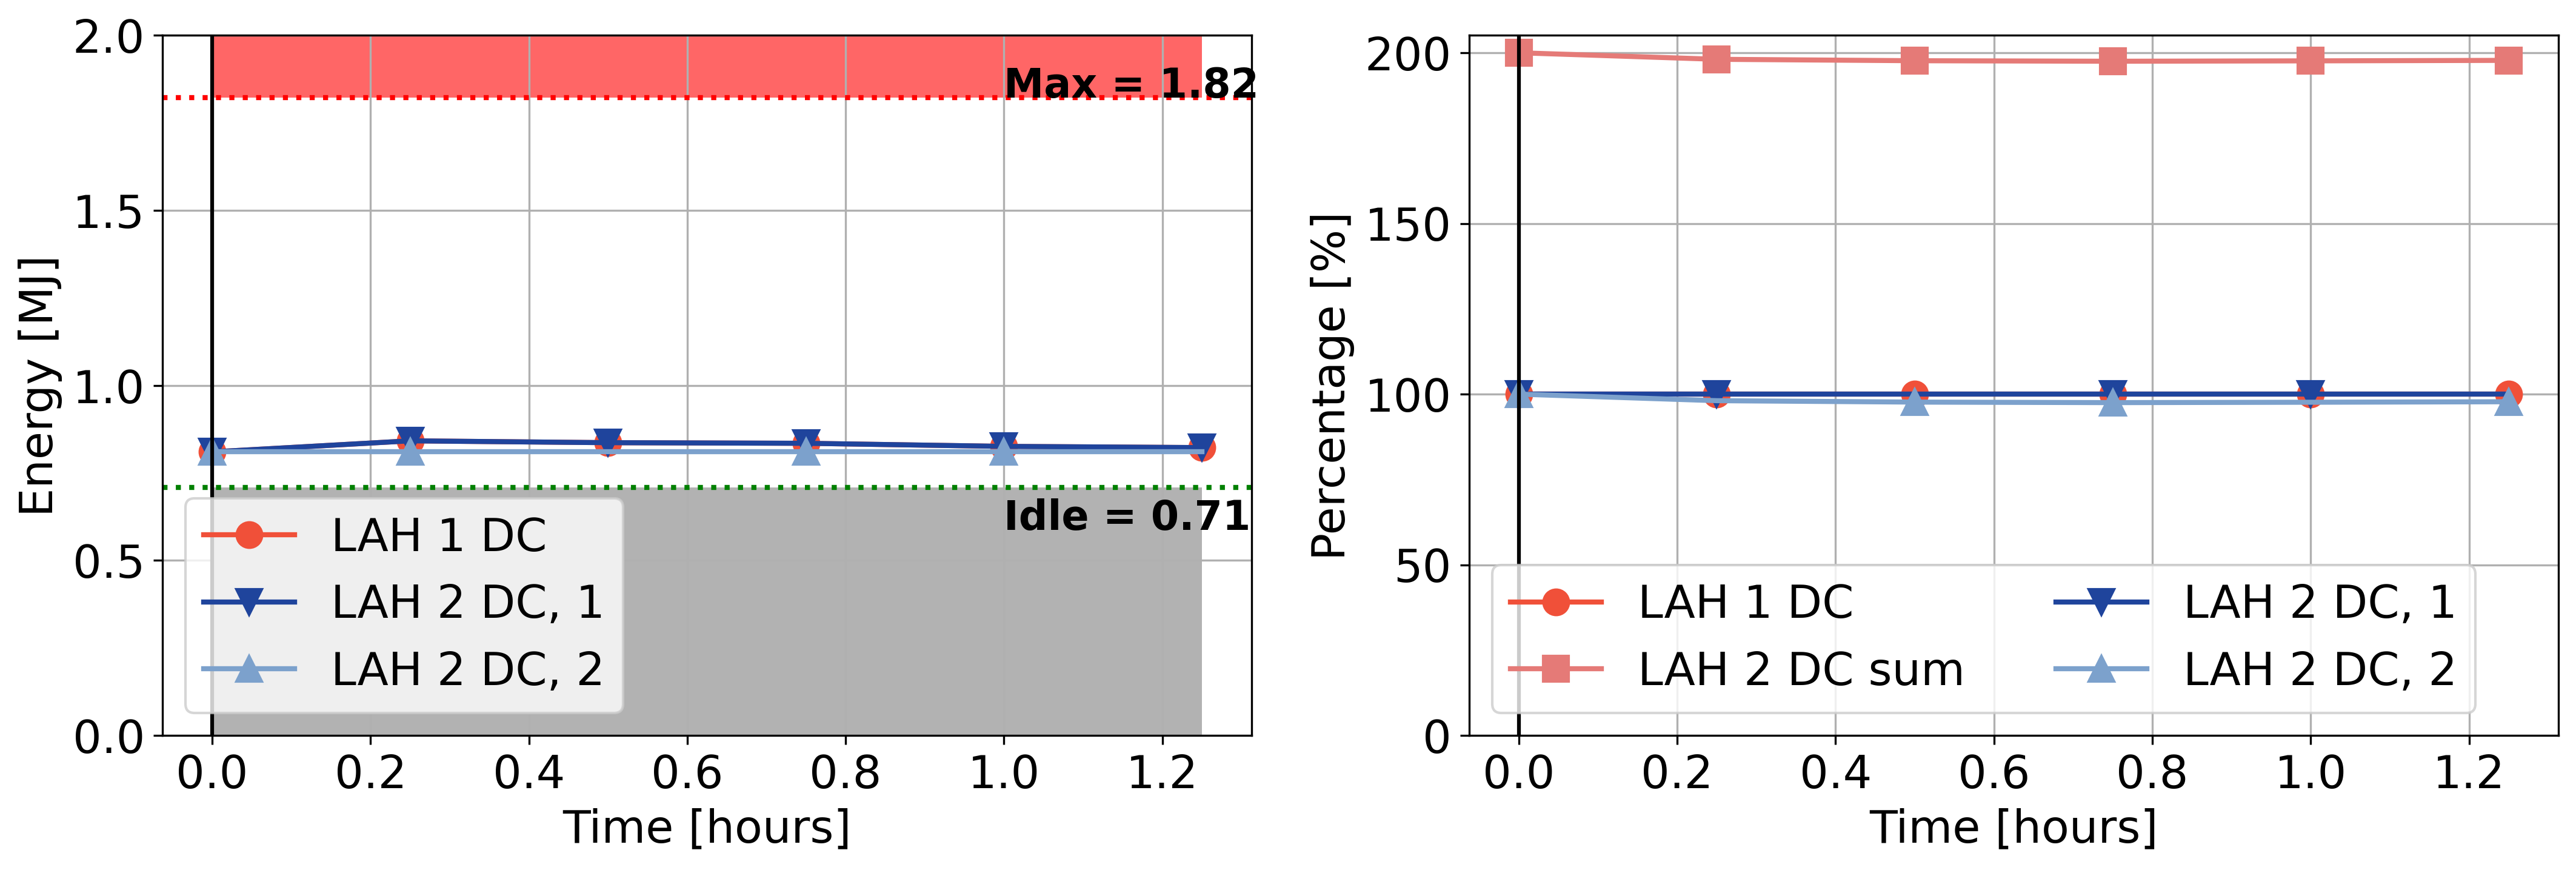 2.0
1.5
1.0
0.5
0.0
Energy [MJ]
Max = 1.82
Idle = 0.71
LAH 1 DC
LAH 2 DC, 1
LAH 2 DC, 2
0.0 0.2 0.4 0.6 0.8 1.0 1.2
Time [hours]
200
150
100
50
0
Percentage [%]
LAH 1 DC
LAH 2 DC sum
LAH 2 DC, 1
LAH 2 DC, 2
0.0 0.2 0.4 0.6 0.8 1.0 1.2
Time [hours]